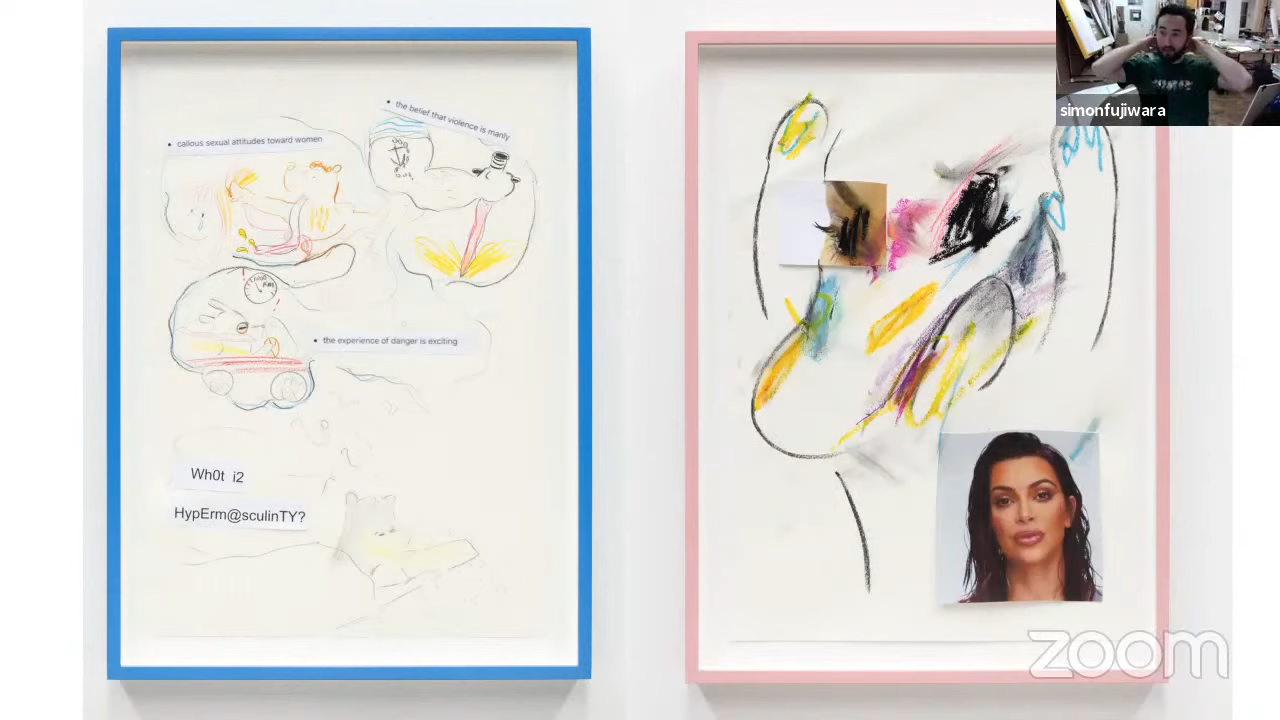 • the belief that violence is manly
• callous sexual attitudes toward women
• the experience of danger is exciting
Wh0t i2
HypErm@sculinTY?
simonfujiwara
zoom